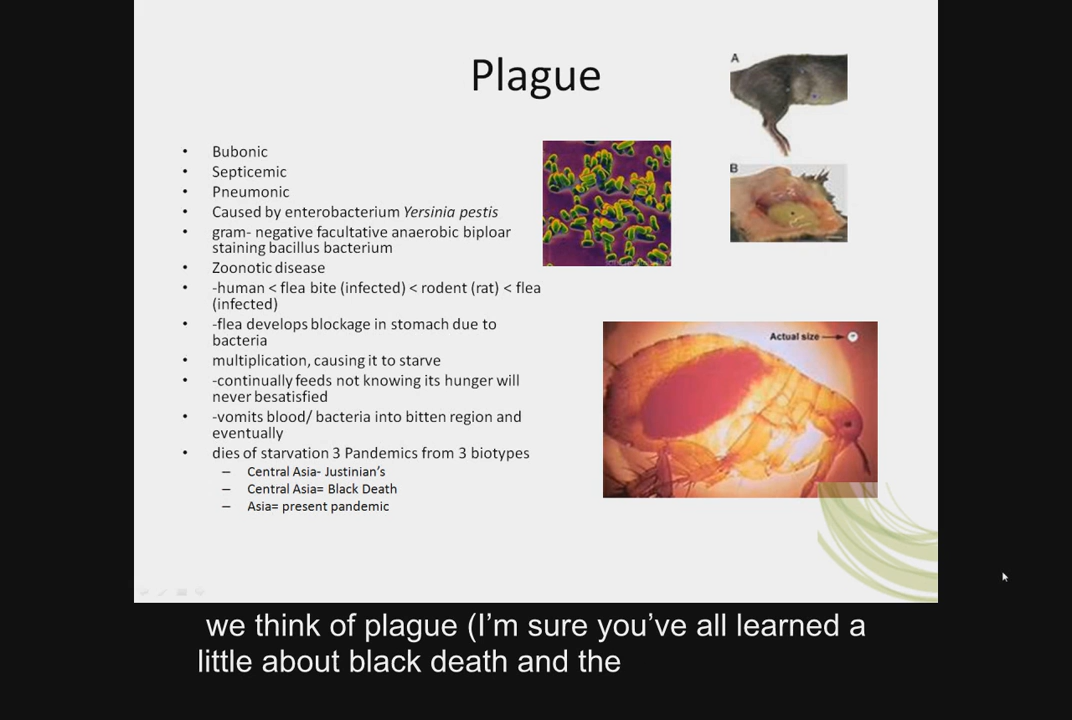 Plague
• Bubonic
• Septicemic
• Pneumonic
• Caused by enterobacterium Yersinia pestis
• gram- negative facultative anaerobic biploar
staining bacillus bacterium
• Zoonotic disease
• -human < flea bite (infected) < rodent (rat) < flea
(infected)
• -flea develops blockage in stomach due to
bacteria
• multiplication, causing it to starve
• -continually feeds not knowing its hunger will
never besatisfied
• -vomits blood/ bacteria into bitten region and
eventually
• dies of starvation 3 Pandemics from 3 biotypes
– Central Asia- Justinian's
– Central Asia= Black Death
– Asia= present pandemic
A
B
Actual size
we think of plague (I'm sure you've all learned a
little about black death and the